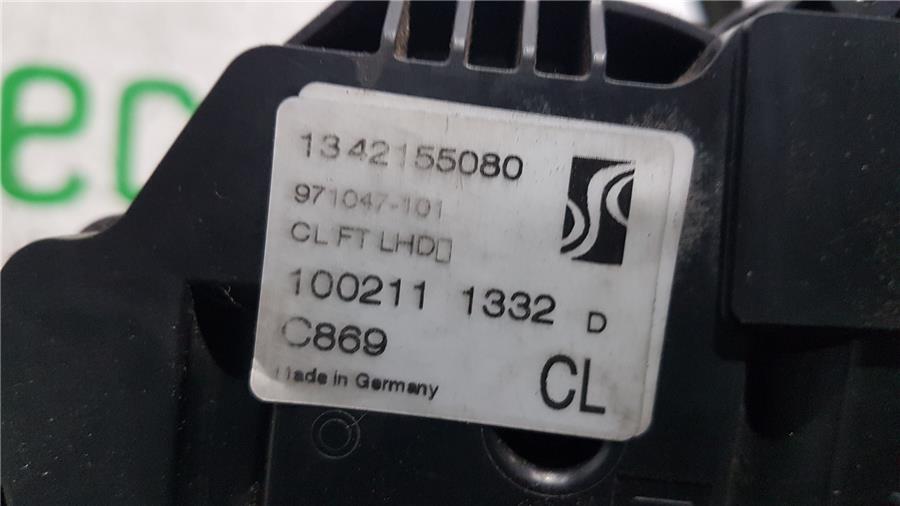 1342155080
971047-101
CL FT LHD
100211 1332 D
C869
Made in Germany
CL